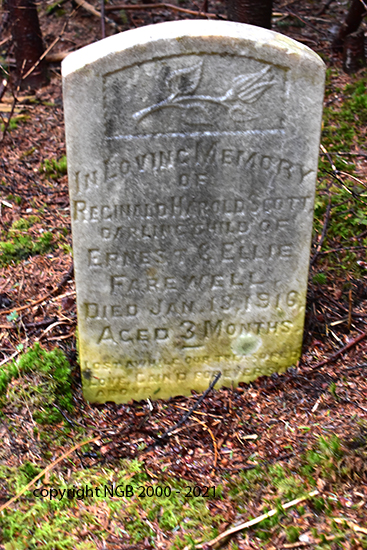 In Loving Memory
OF
Reginald Harold Scott
DARLING CHILD OF
Ernest & Ellie
Farewell
Died Jan. 18, 1916
Aged 3 Months
OUR
copyright NGB 2000 - 2021